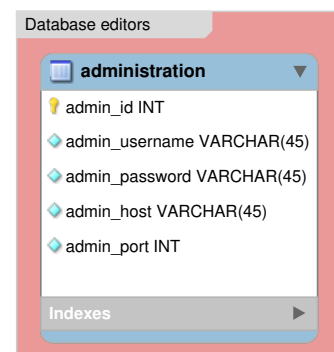 Database editors
administration
admin_id INT
admin_username VARCHAR(45)
admin_password VARCHAR(45)
admin_host VARCHAR(45)
admin_port INT
Indexes